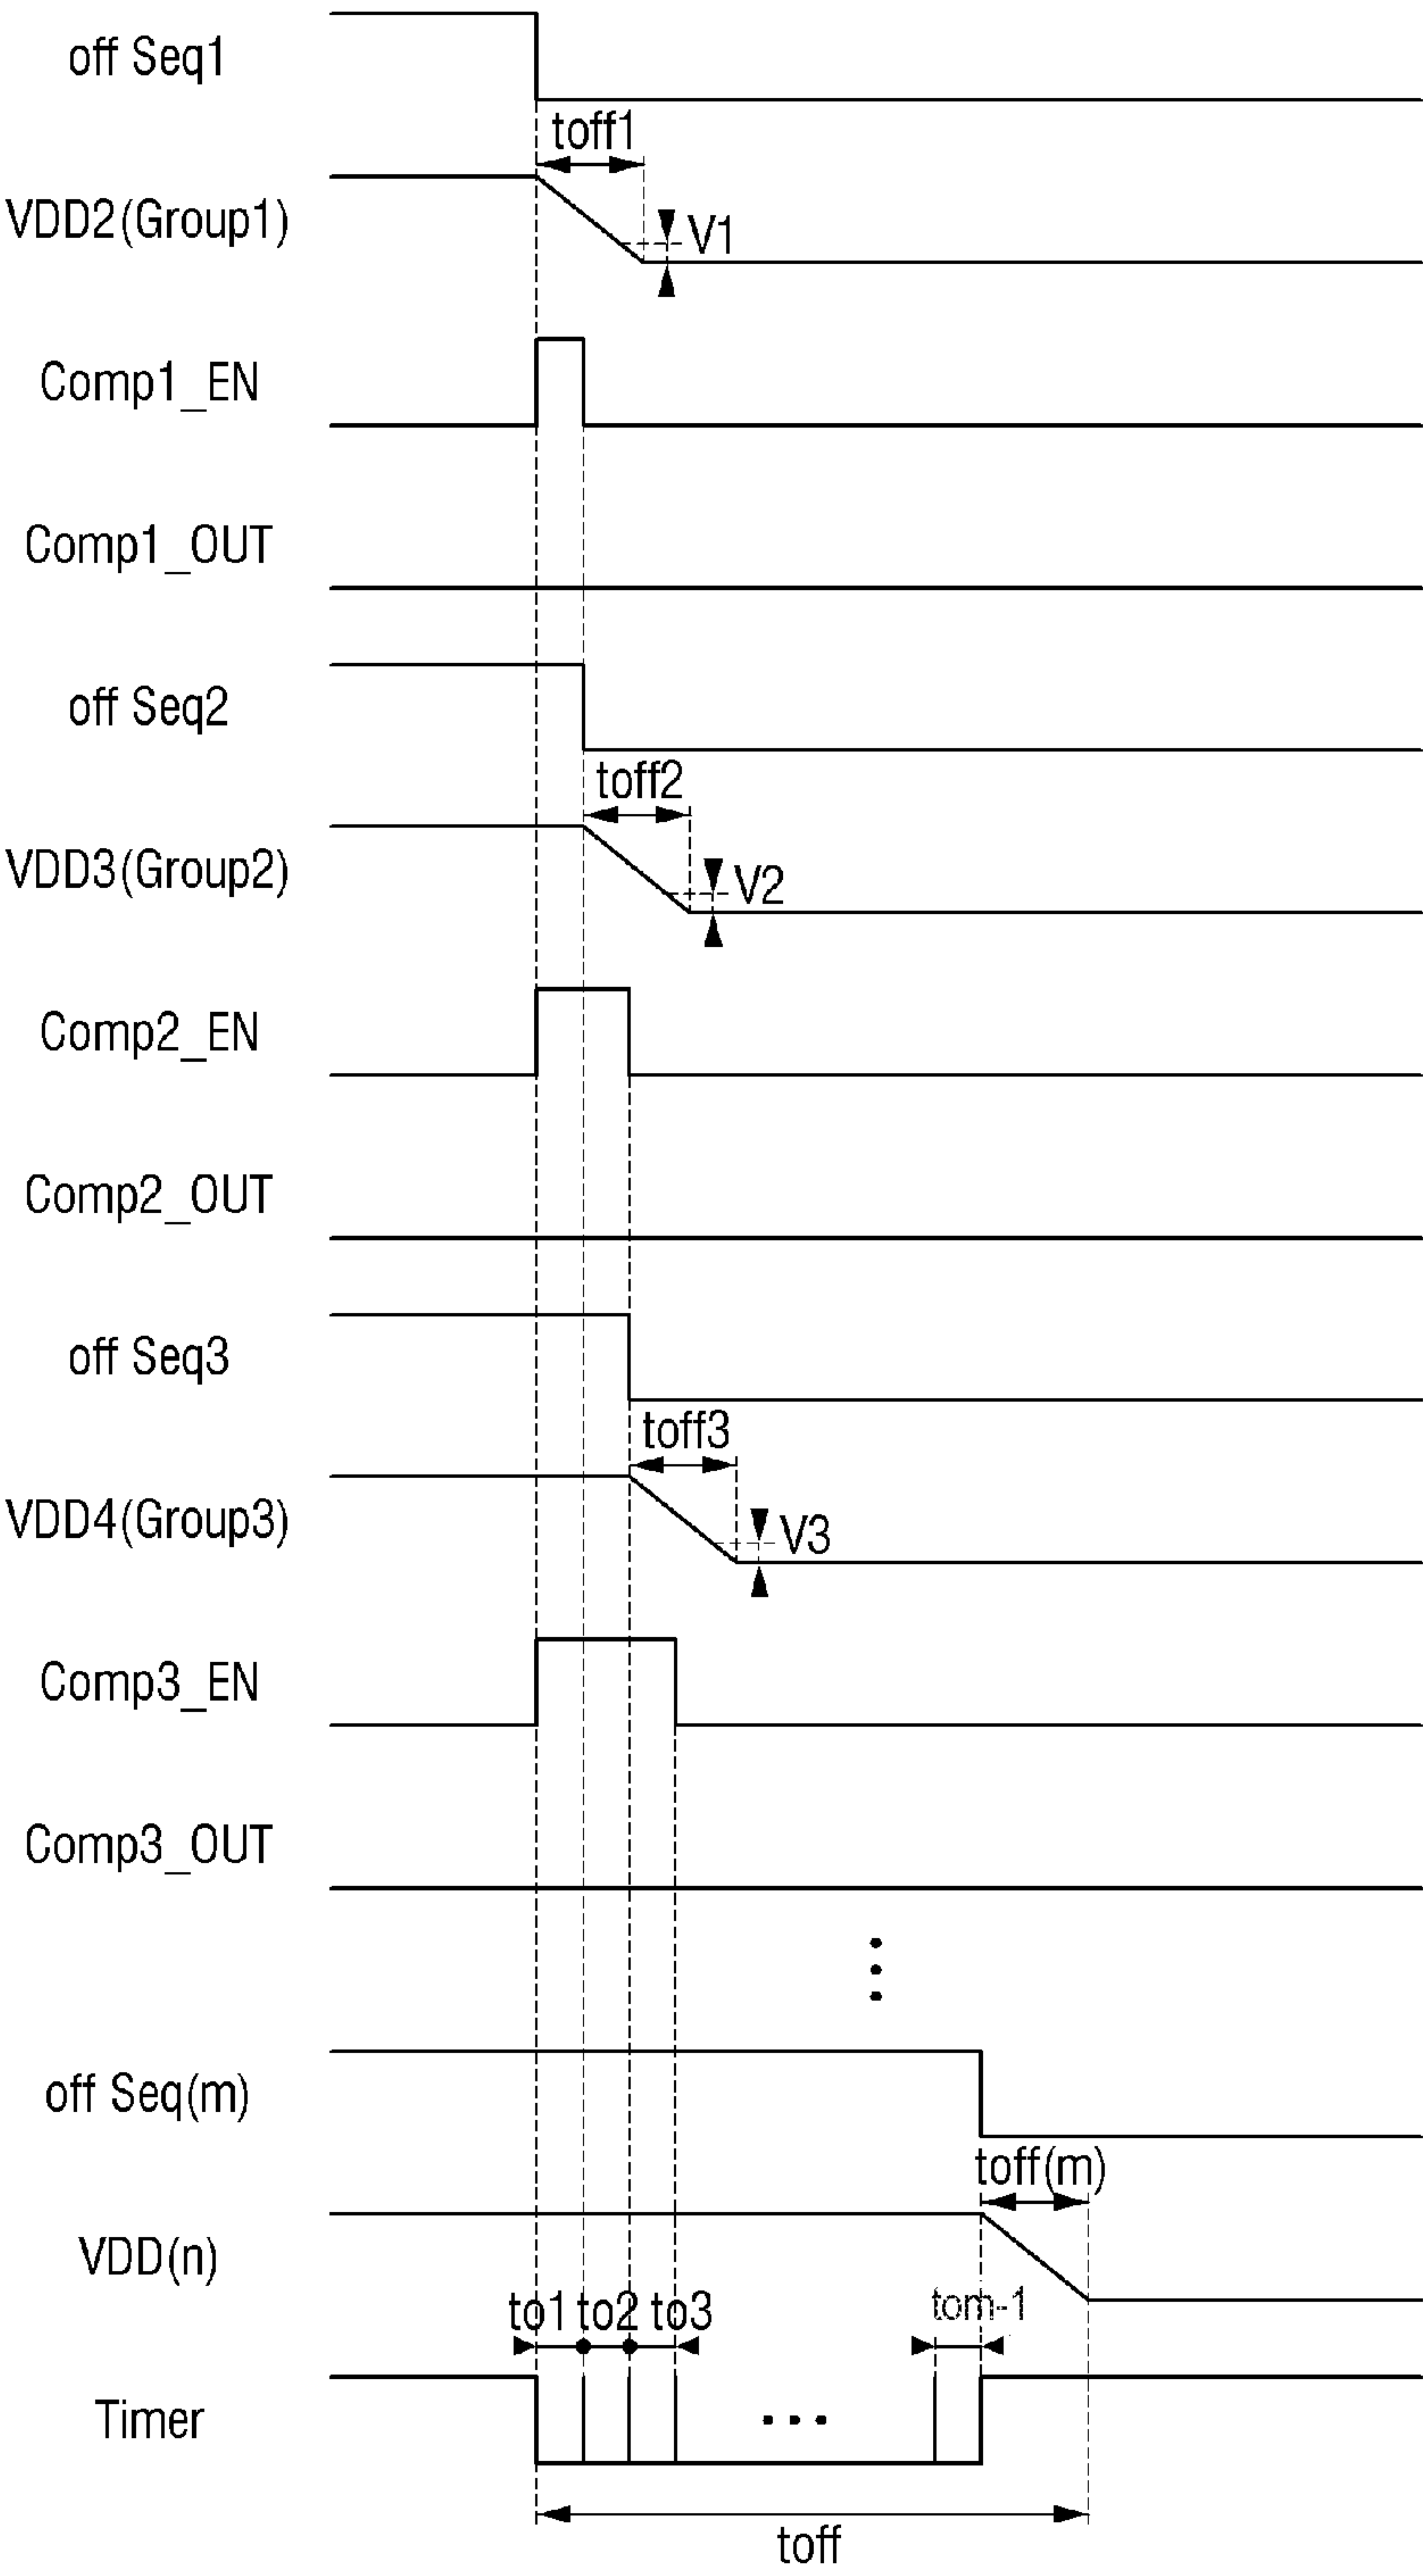 off Seq1
toff1
VDD2(Group1)
V1
Comp1_EN
Comp1_OUT
off Seq2
toff2
VDD3(Group2)
V2
Comp2_EN
Comp2_OUT
off Seq3
toff3
VDD4(Group3)
V3
Comp3_EN
Comp3_OUT
off Seq(m)
toff(m)
VDD(n)
to1 to2 to3 tom-1
Timer
toff